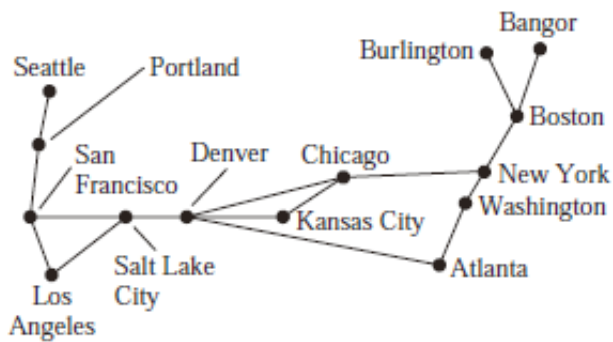 Bangor
Burlington
Seattle
Portland
Boston
San
Francisco
Denver
Chicago
New York
Washington
Kansas City
Salt Lake
City
Atlanta
Los
Angeles